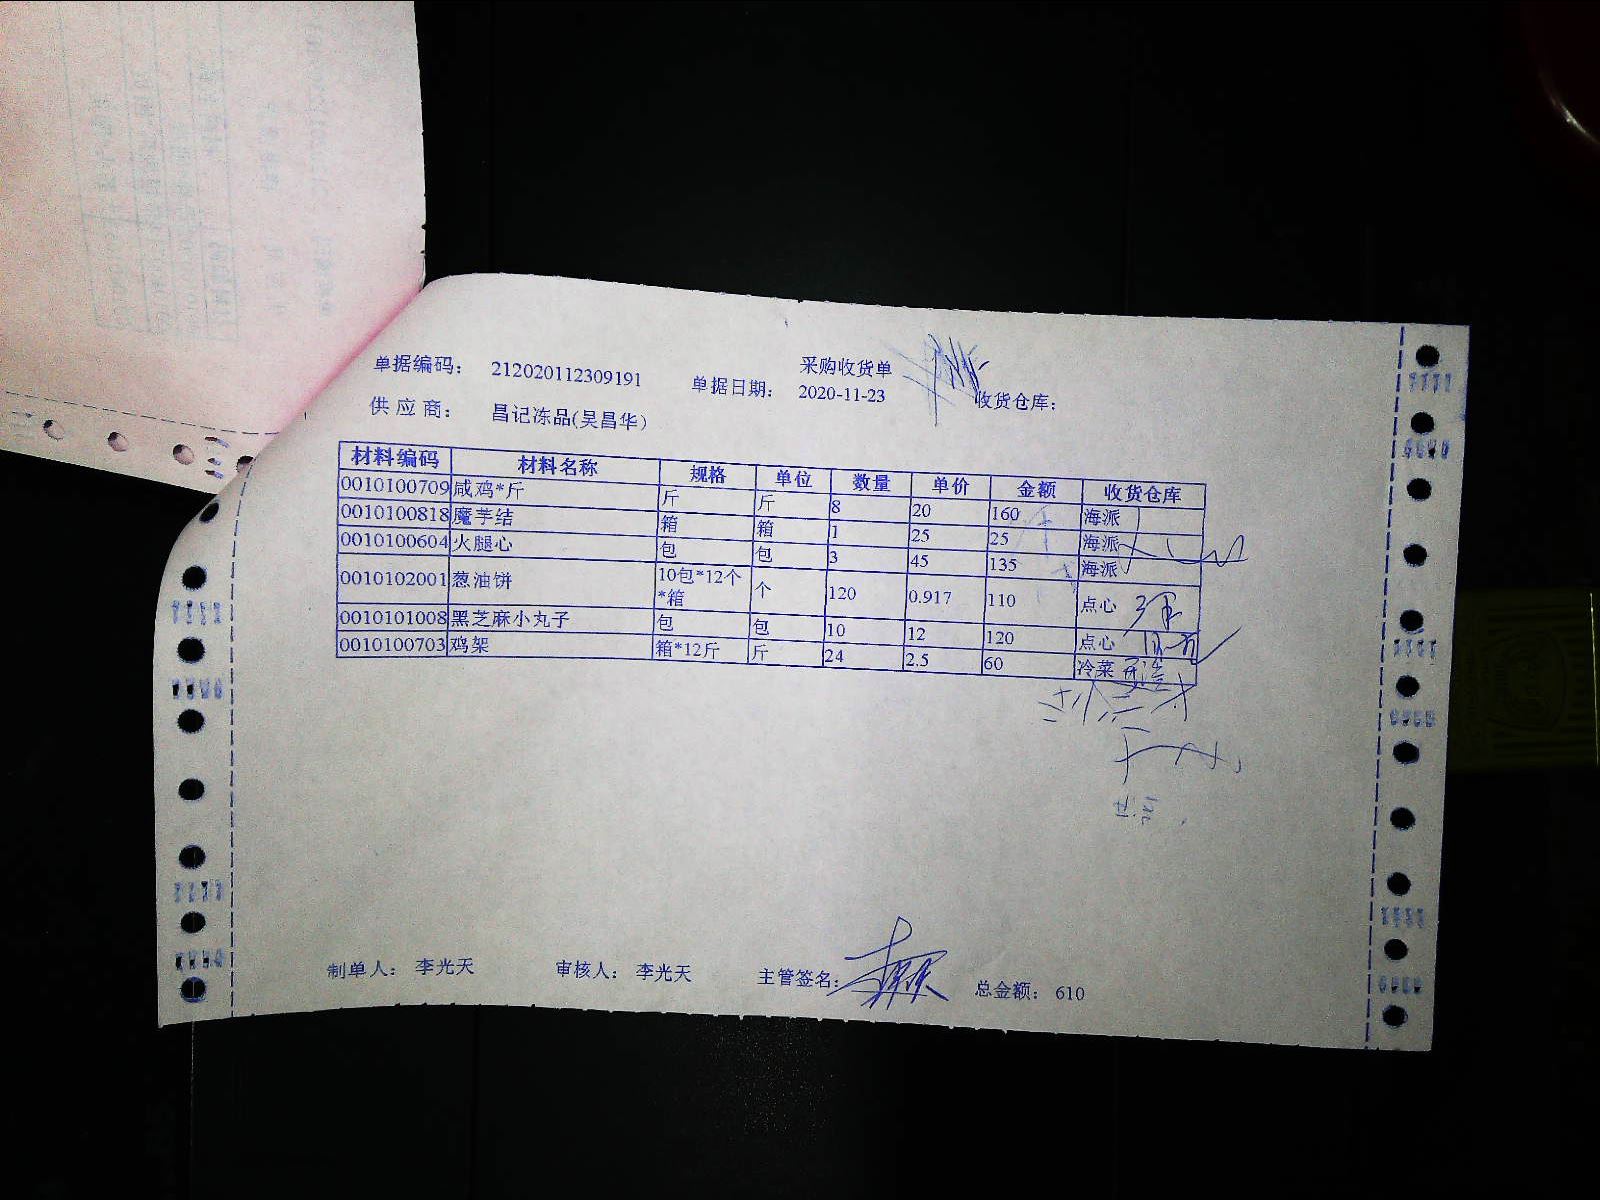 采购收货单
单据编码： 212020112309191 单据日期： 2020-11-23 收货仓库：
供应商： 昌记冻品(吴昌华)
材料编码 材料名称 规格 单位 数量 单价 金额 收货仓库
0010100709 咸鸡*斤 斤 斤 8 20 160 海派
0010100818 魔芋结 箱 箱 1 25 25 海派
0010100604 火腿心 包 包 3 45 135 海派
0010102001 葱油饼 10包*12个*箱 个 120 0.917 110 点心
0010101008 黑芝麻小丸子 包 包 10 12 120 点心
0010100703 鸡架 箱*12斤 斤 24 2.5 60 冷菜
制单人： 李光天 审核人： 李光天 主管签名： 总金额： 610